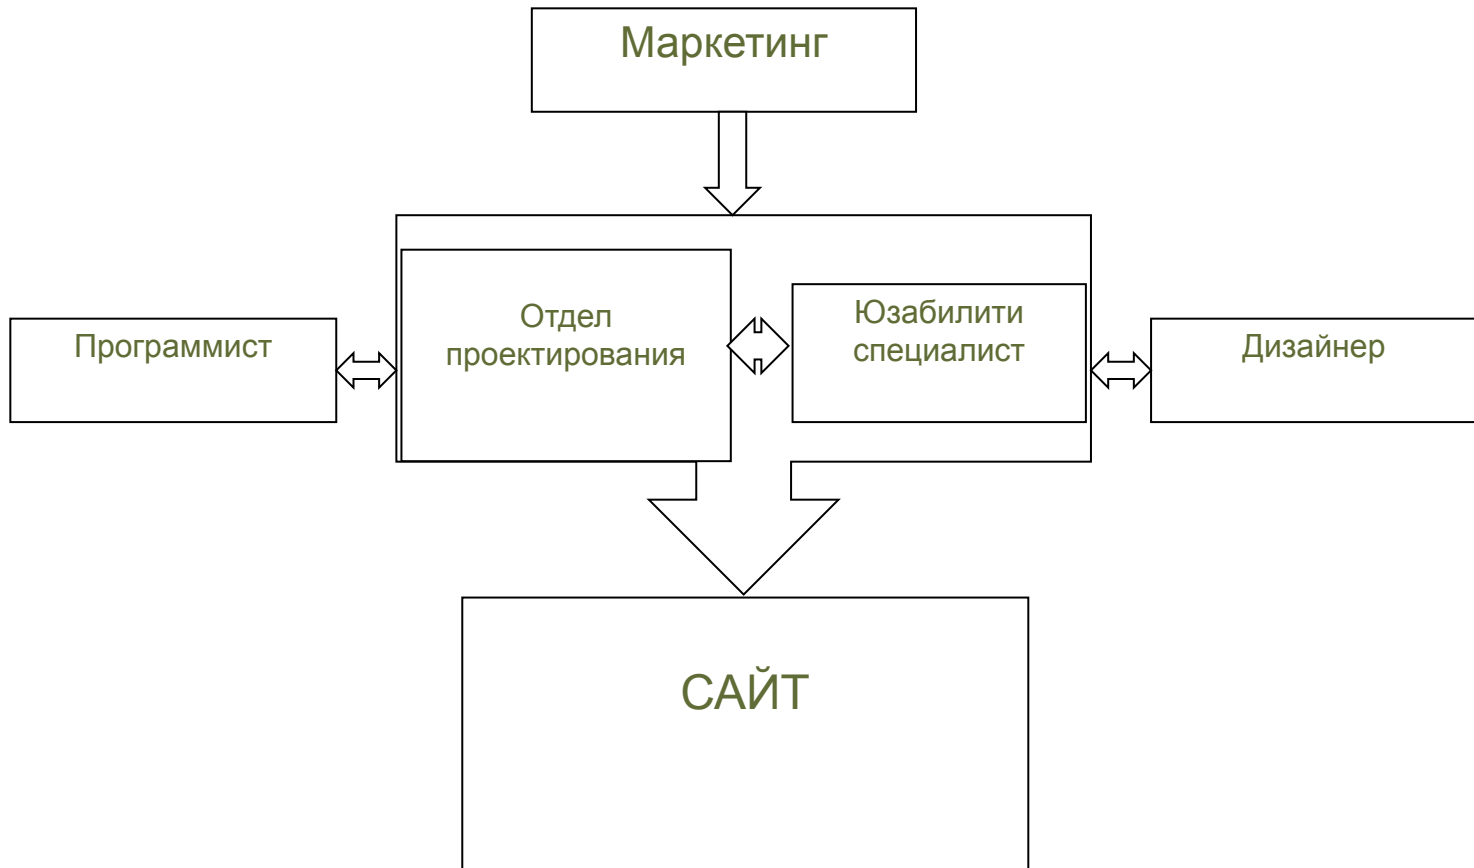 Маркетинг
Программист
Отдел
проектирования
Юзабилити
специалист
Дизайнер
САЙТ